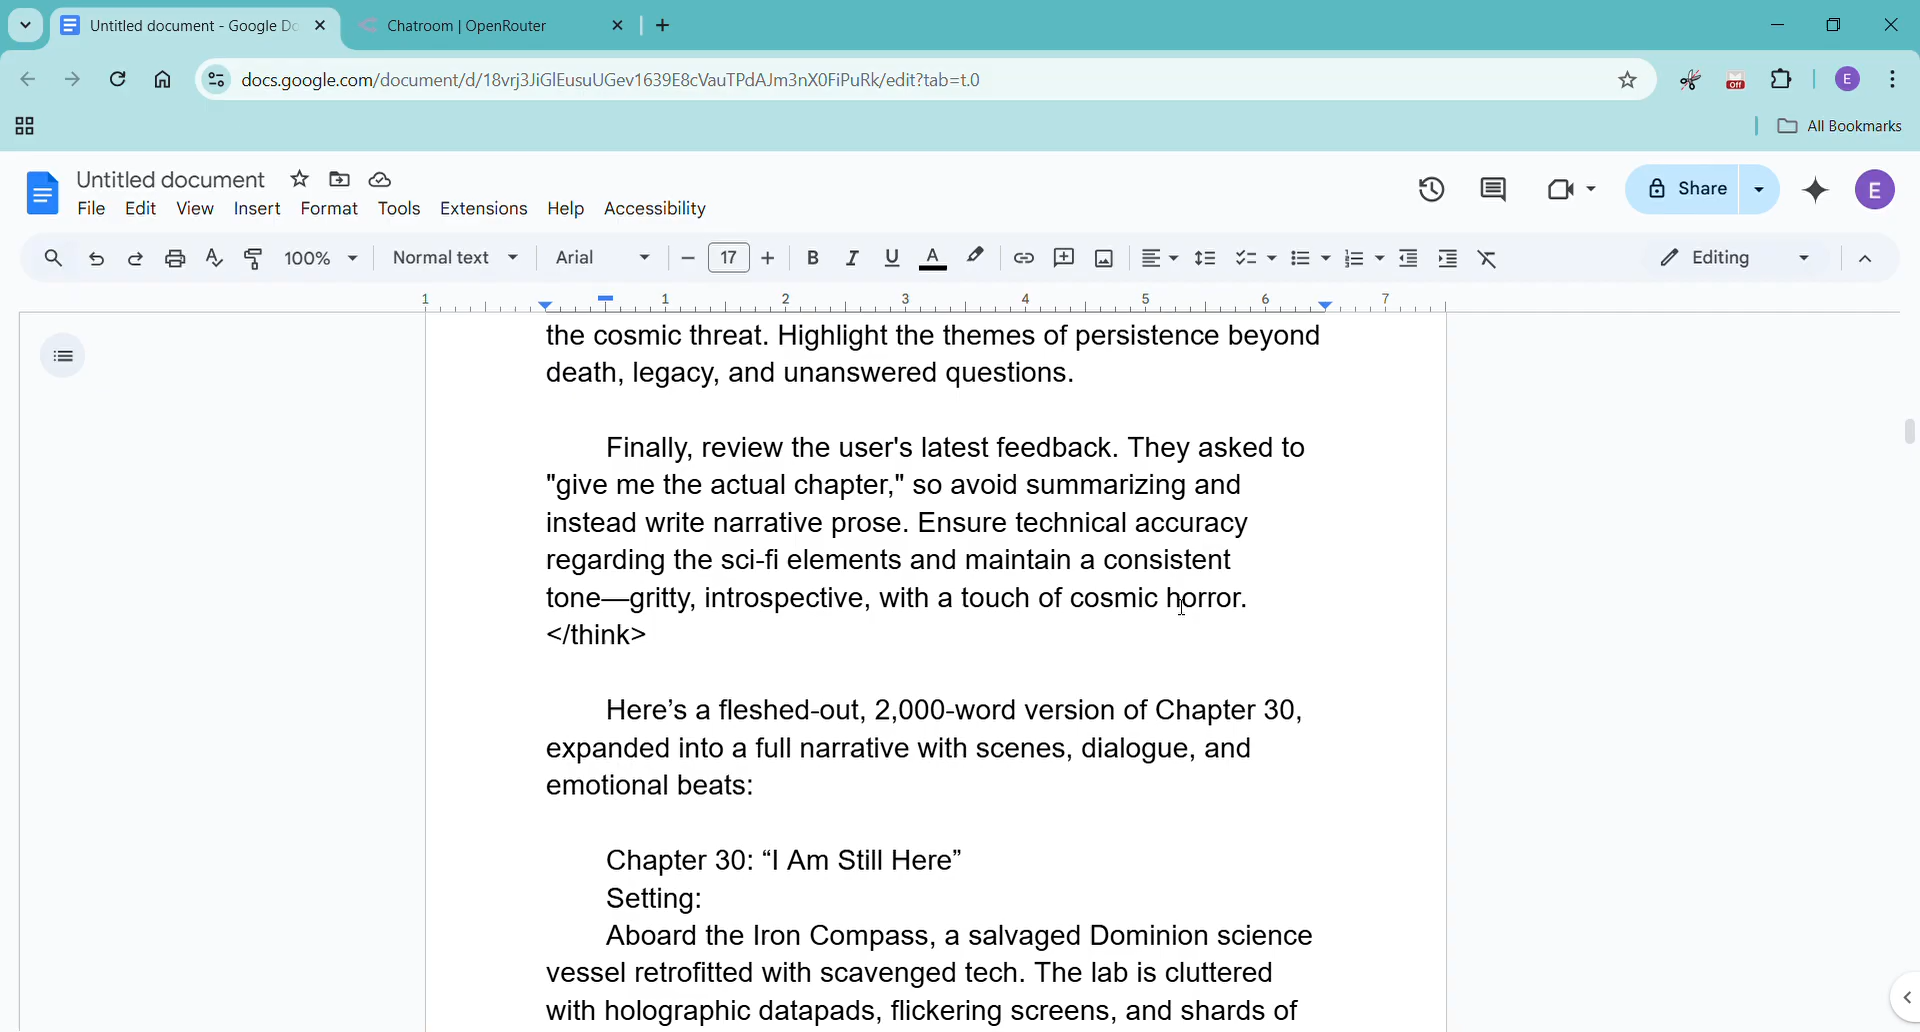 Untitled document - Google Do
Chatroom | OpenRouter
docs.google.com/document/d/18vrj3JiGlEusuUGev1639E8cVauTPdAJm3nX0FiPuRk/edit?tab=t.0
off
E
All Bookmarks
Untitled document
File Edit View Insert Format Tools Extensions Help Accessibility
Share
E
100% Normal text Arial 17 B I U A Editing
1 1 2 3 4 5 6 7
the cosmic threat. Highlight the themes of persistence beyond
death, legacy, and unanswered questions.
Finally, review the user's latest feedback. They asked to
"give me the actual chapter," so avoid summarizing and
instead write narrative prose. Ensure technical accuracy
regarding the sci-fi elements and maintain a consistent
tone—gritty, introspective, with a touch of cosmic horror.
</think>
Here’s a fleshed-out, 2,000-word version of Chapter 30,
expanded into a full narrative with scenes, dialogue, and
emotional beats:
Chapter 30: “I Am Still Here”
Setting:
Aboard the Iron Compass, a salvaged Dominion science
vessel retrofitted with scavenged tech. The lab is cluttered
with holographic datapads, flickering screens, and shards of